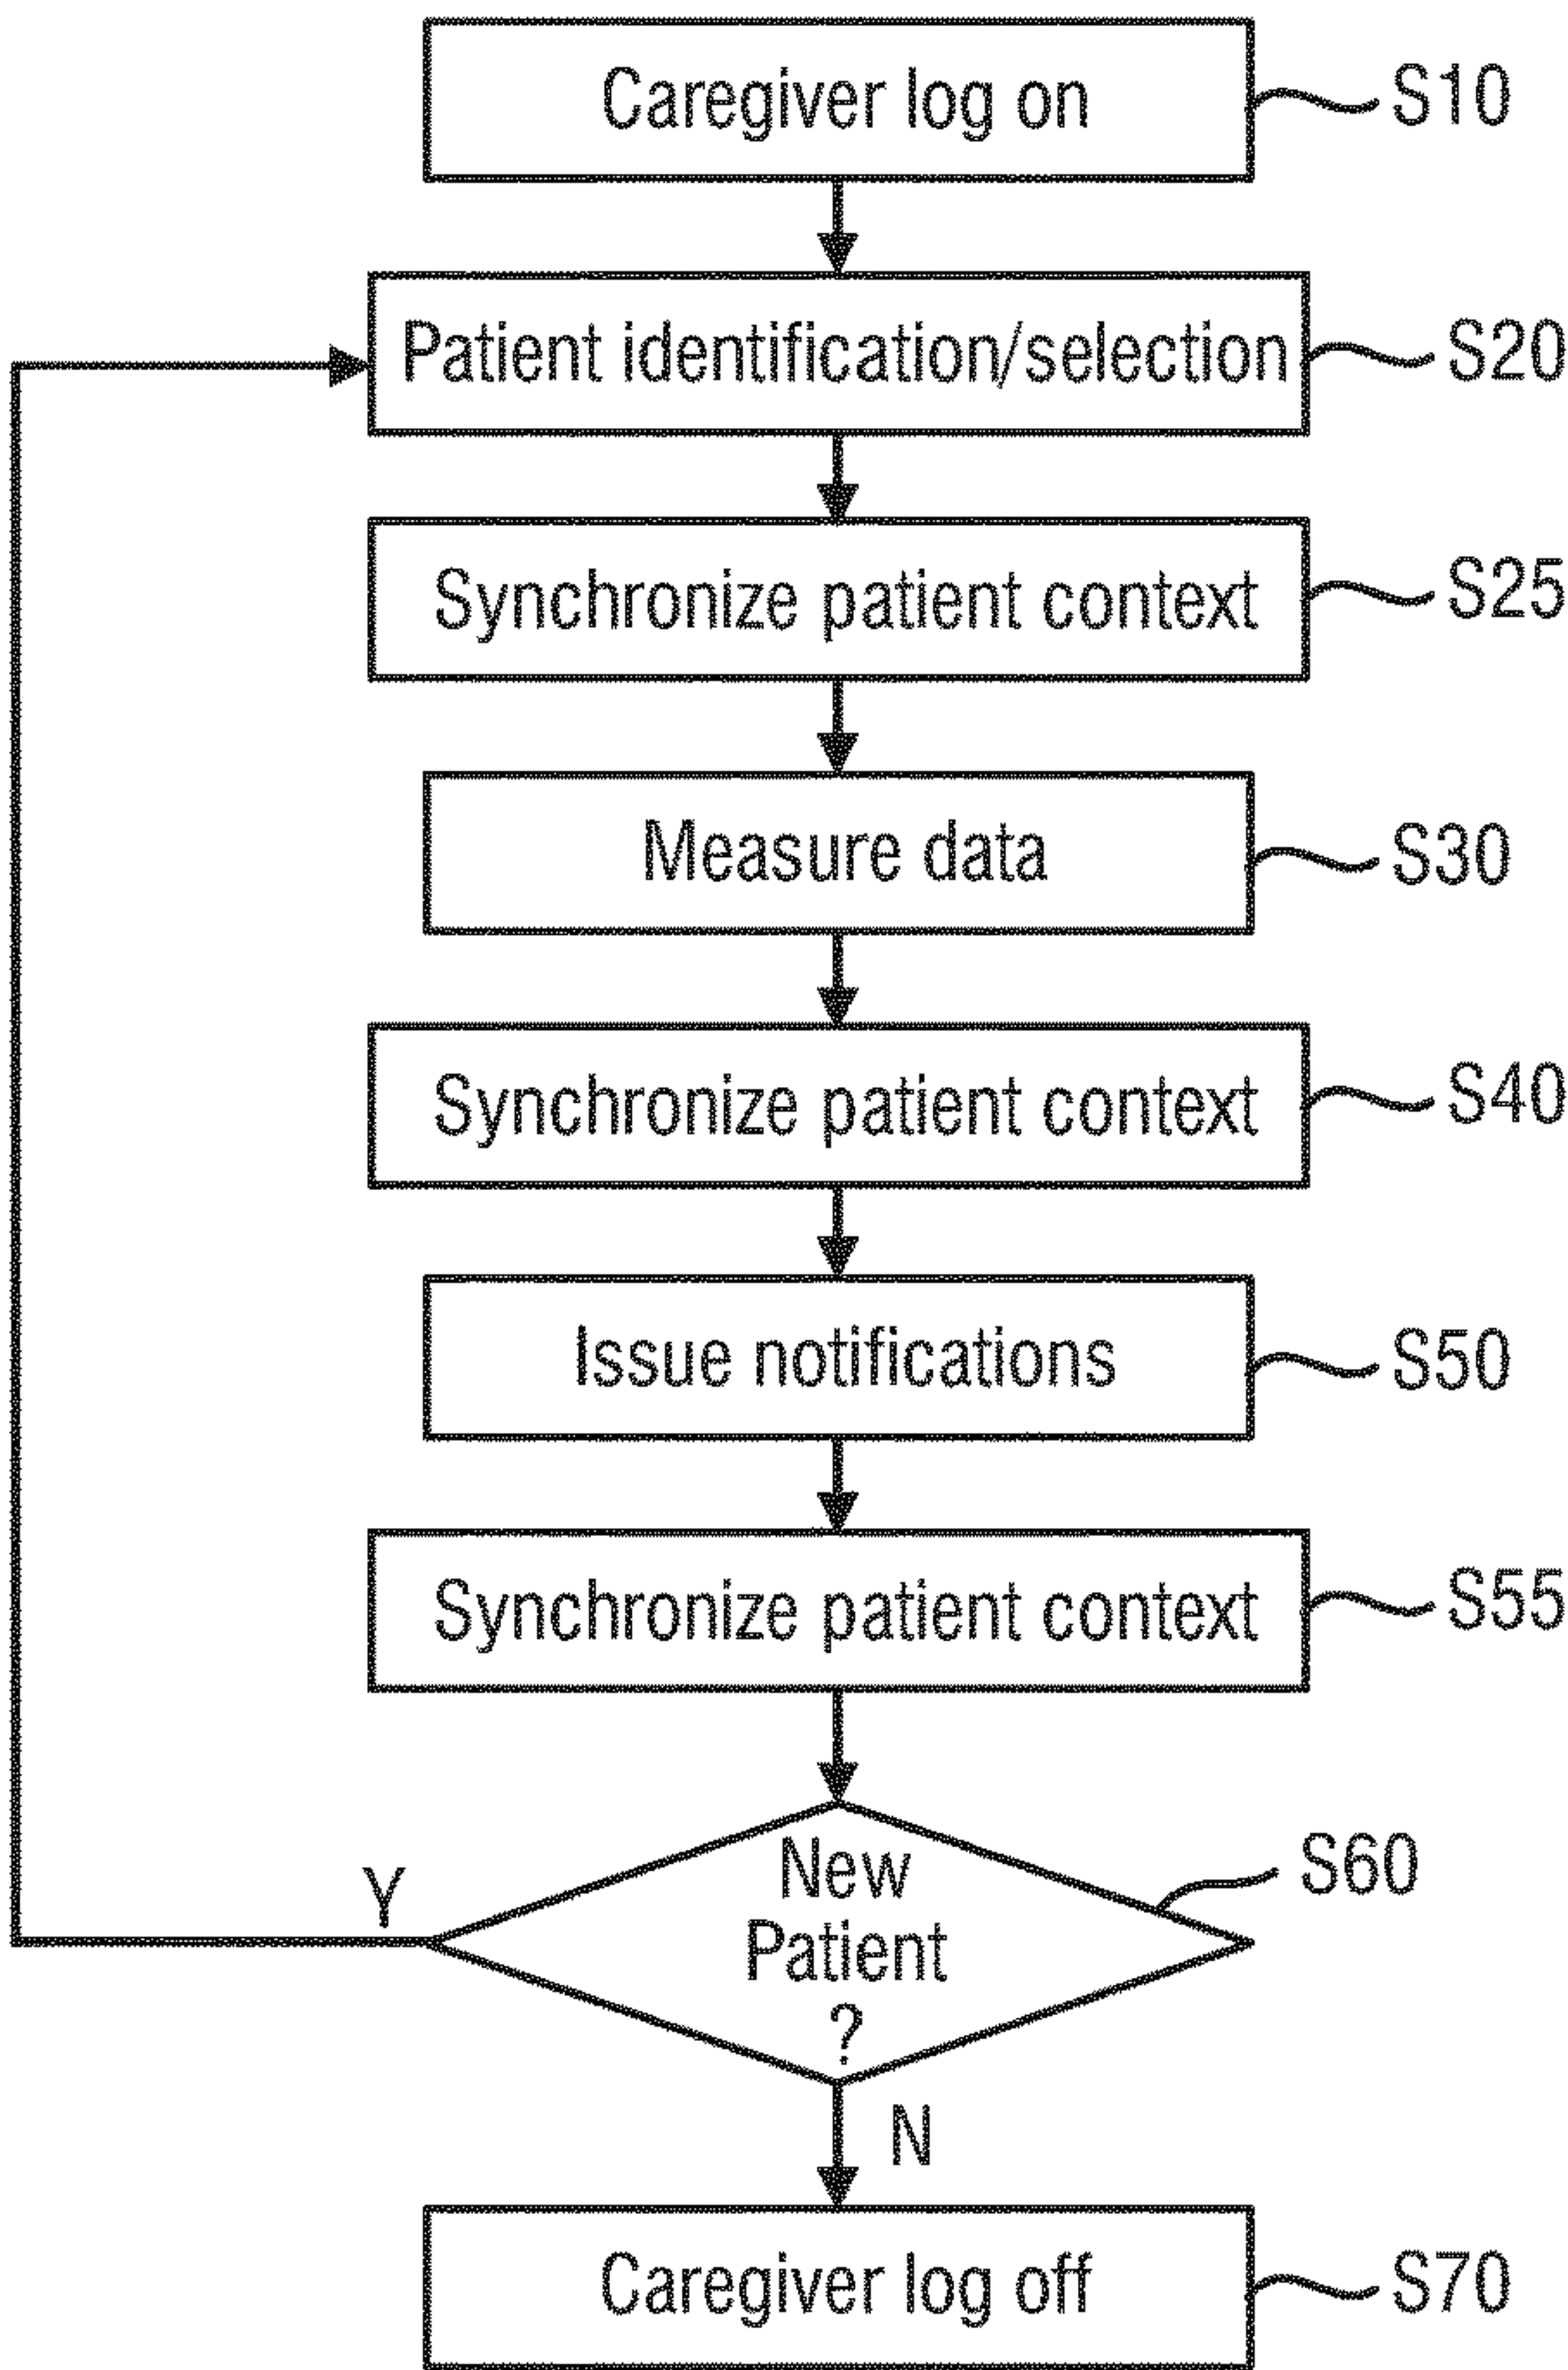 Caregiver log on S10
Patient identification/selection S20
Synchronize patient context S25
Measure data S30
Synchronize patient context S40
Issue notifications S50
Synchronize patient context S55
New
Patient
?
S60
Y
N
Caregiver log off S70